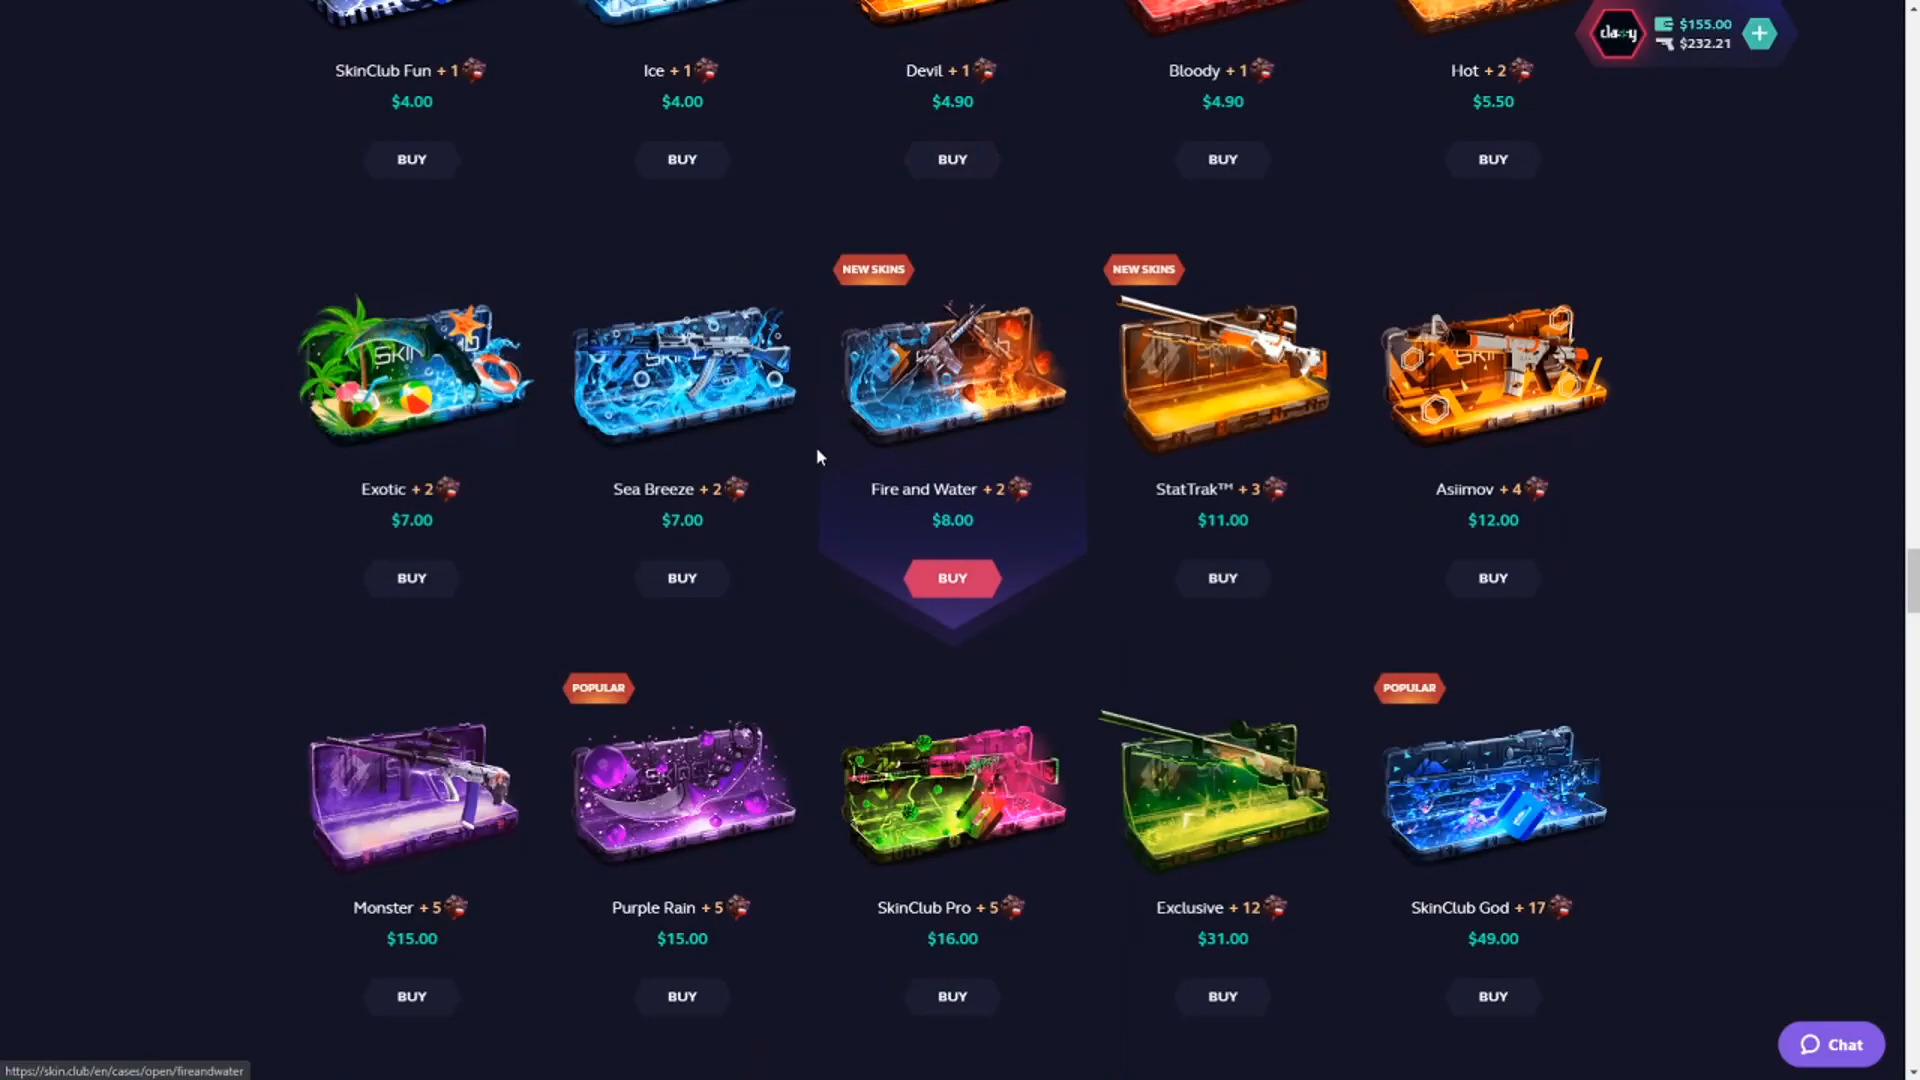 classy
$155.00
$232.21
SkinClub Fun + 1
Ice + 1
Devil + 1
Bloody + 1
Hot + 2
$4.00
$4.00
$4.90
$4.90
$5.50
BUY
BUY
BUY
BUY
BUY
NEW SKINS
NEW SKINS
Exotic + 2
Sea Breeze + 2
Fire and Water + 2
StatTrak™ + 3
Asiimov + 4
$7.00
$7.00
$8.00
$11.00
$12.00
BUY
BUY
BUY
BUY
BUY
POPULAR
POPULAR
Monster + 5
Purple Rain + 5
SkinClub Pro + 5
Exclusive + 12
SkinClub God + 17
$15.00
$15.00
$16.00
$31.00
$49.00
BUY
BUY
BUY
BUY
BUY
Chat
https://skin.club/en/cases/open/fireandwater